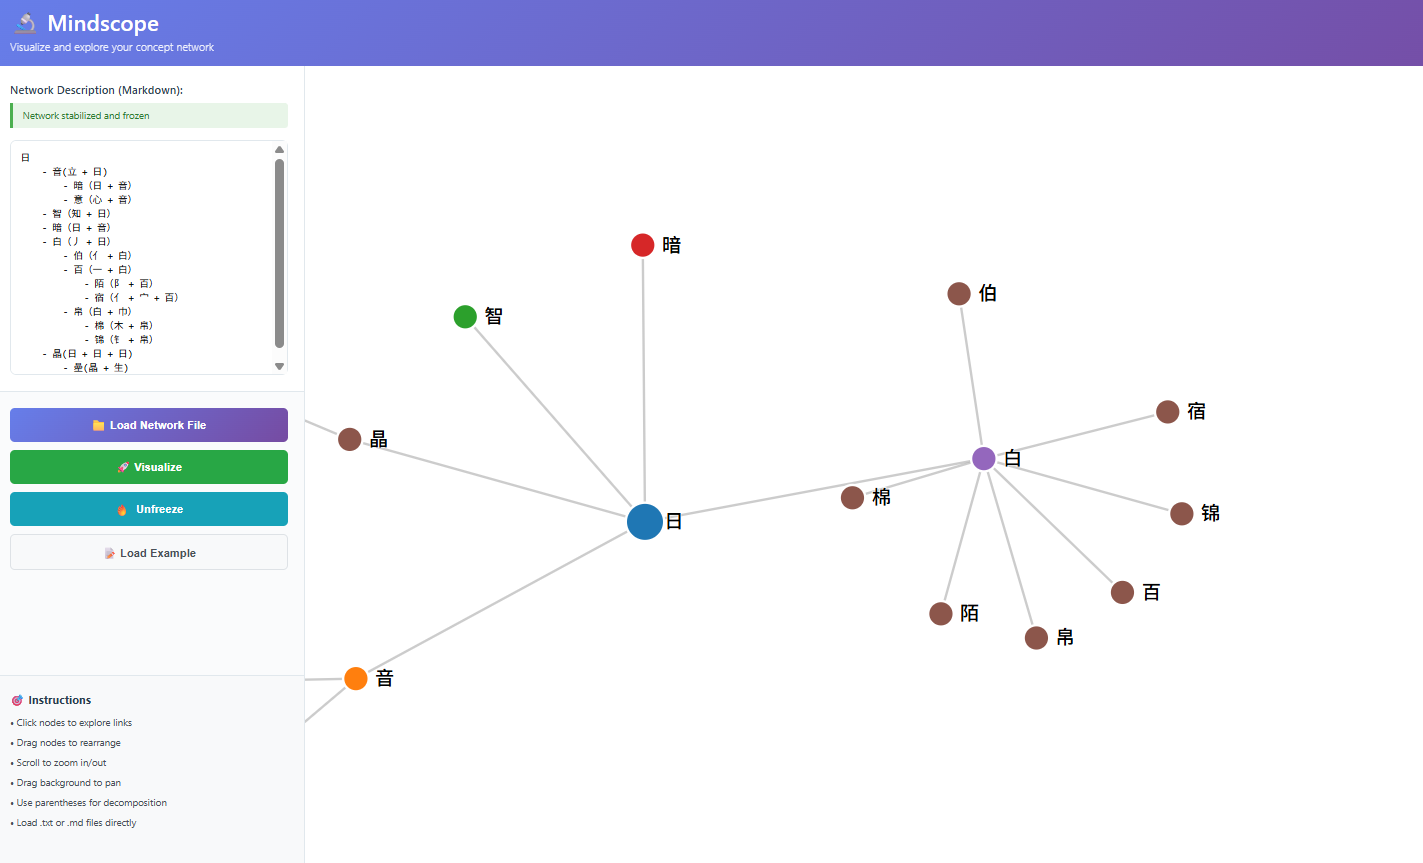 🔬 Mindscope
Visualize and explore your concept network
Network Description (Markdown):
Network stabilized and frozen
日
- 音(立 + 日)
- 暗（日 + 音）
- 意（心 + 音）
- 智（知 + 日）
- 暗（日 + 音）
- 白（丿 + 日）
- 伯（亻 + 白）
- 百（一 + 白）
- 陌（阝 + 百）
- 宿（亻 + 宀 + 百）
- 帛（白 + 巾）
- 棉（木 + 帛）
- 锦（钅 + 帛）
- 晶(日 + 日 + 日)
- 曐(晶 + 生)
📁 Load Network File
🚀 Visualize
🔥 Unfreeze
📝 Load Example
🎯 Instructions
• Click nodes to explore links
• Drag nodes to rearrange
• Scroll to zoom in/out
• Drag background to pan
• Use parentheses for decomposition
• Load .txt or .md files directly
暗
伯
智
宿
晶
白
棉
锦
日
百
陌
帛
音